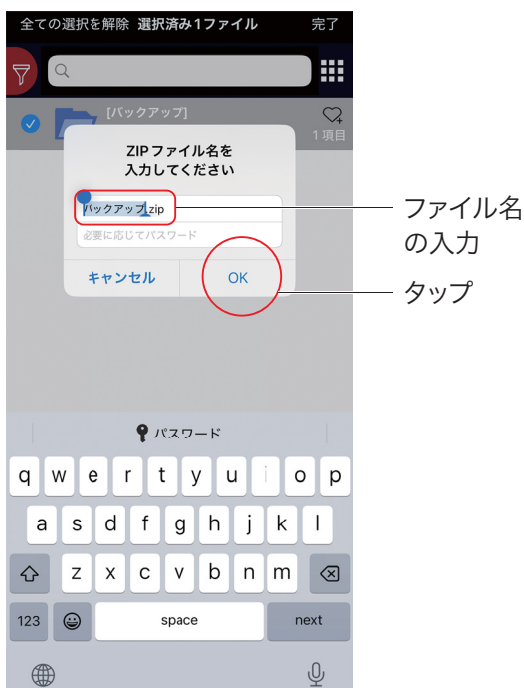 全ての選択を解除 選択済み1ファイル 完了
[バックアップ]
1項目
ZIPファイル名を
入力してください
バックアップ.zip
必要に応じてパスワード
キャンセル OK
ファイル名
の入力
タップ
パスワード
q w e r t y u i o p
a s d f g h j k l
z x c v b n m
123 space next